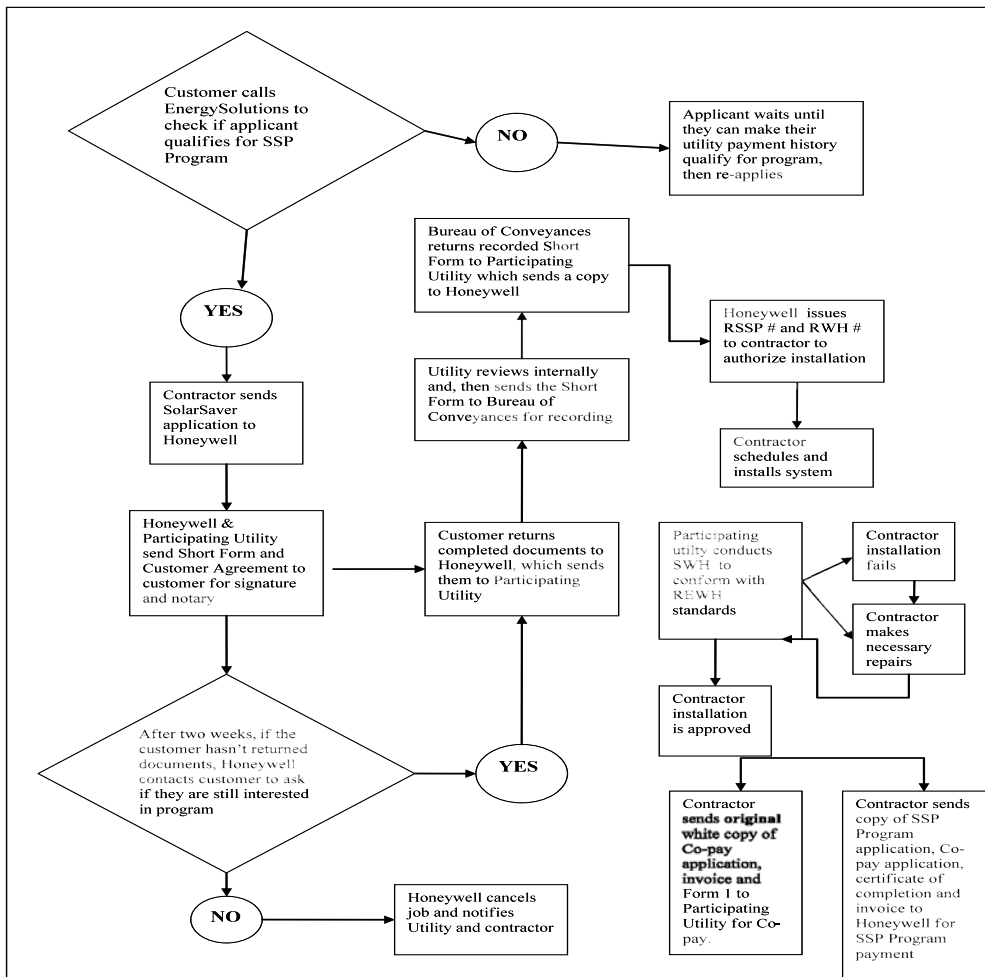 Customer calls
EnergySolutions to
check if applicant
qualifies for SSP
Program
NO
Applicant waits until
they can make their
utility payment history
qualify for program,
then re-applies
YES
Contractor sends
SolarSaver
application to
Honeywell
Honeywell &
Participating Utility
send Short Form and
Customer Agreement to
customer for signature
and notary
After two weeks, if the
customer hasn't returned
documents, Honeywell
contacts customer to ask
if they are still interested
in program
NO
Honeywell cancels
job and notifies
Utility and contractor
YES
Customer returns
completed documents to
Honeywell, which sends
them to Participating
Utility
Utility reviews internally
and, then sends the Short
Form to Bureau of
Conveyances for recording
Bureau of Conveyances
returns recorded Short
Form to Participating
Utility which sends a copy
to Honeywell
Honeywell issues
RSSP # and RWH #
to contractor to
authorize installation
Contractor
schedules and
installs system
Participating
utilty conducts
SWH to
conform with
REWH
standards
Contractor
installation
fails
Contractor
makes
necessary
repairs
Contractor
installation
is approved
Contractor
sends original
white copy of
Co-pay
application,
invoice and
Form 1 to
Participating
Utility for Co-
pay.
Contractor sends
copy of SSP
Program
application, Co-
pay application,
certificate of
completion and
invoice to
Honeywell for
SSP Program
payment